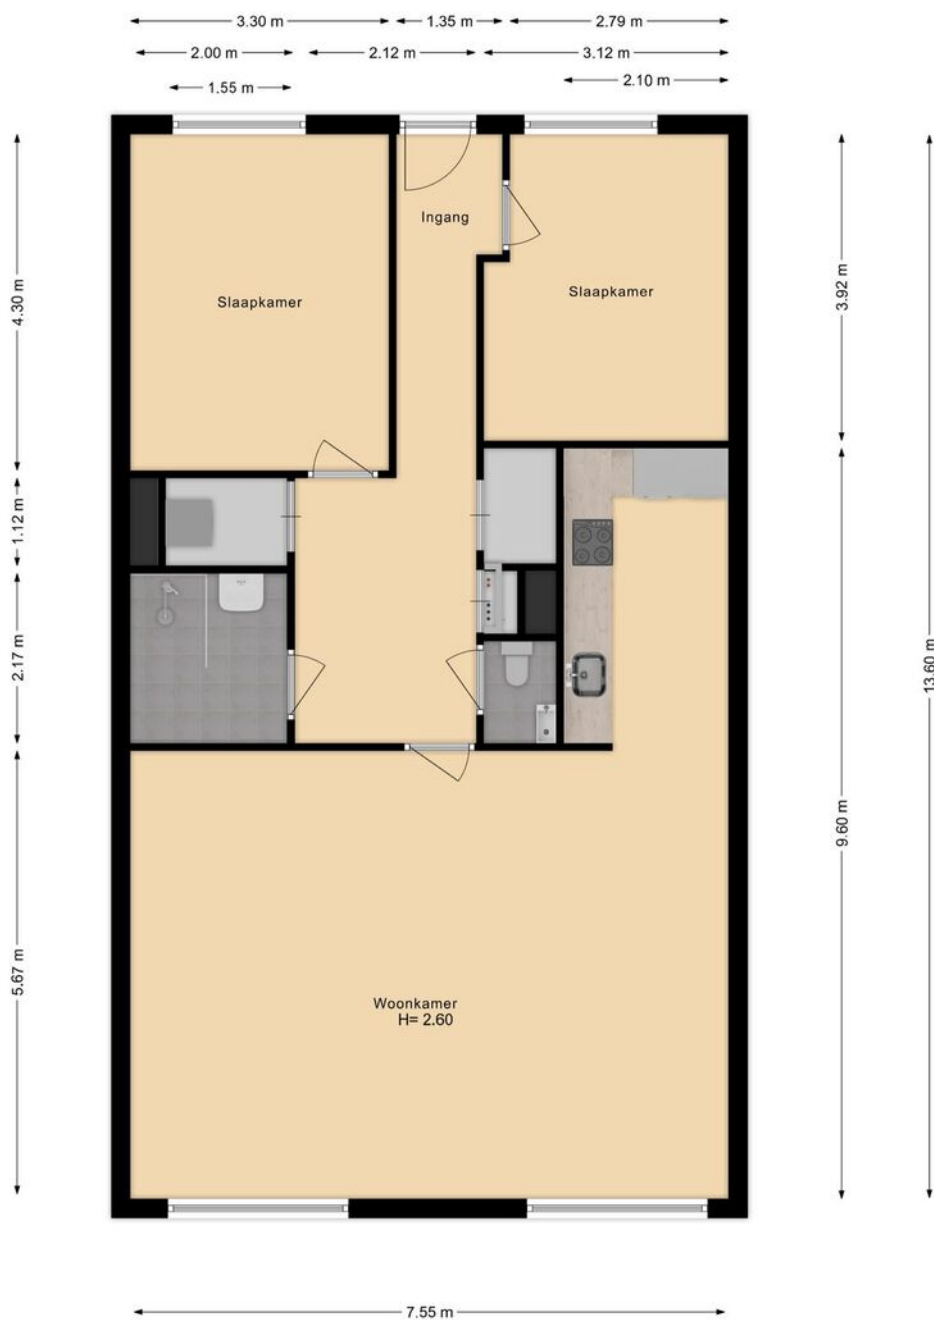 3.30 m
1.35 m
2.79 m
2.00 m
2.12 m
3.12 m
1.55 m
2.10 m
Ingang
Slaapkamer
Slaapkamer
4.30 m
3.92 m
1.12 m
2.17 m
13.60 m
9.60 m
5.67 m
Woonkamer
H= 2.60
7.55 m